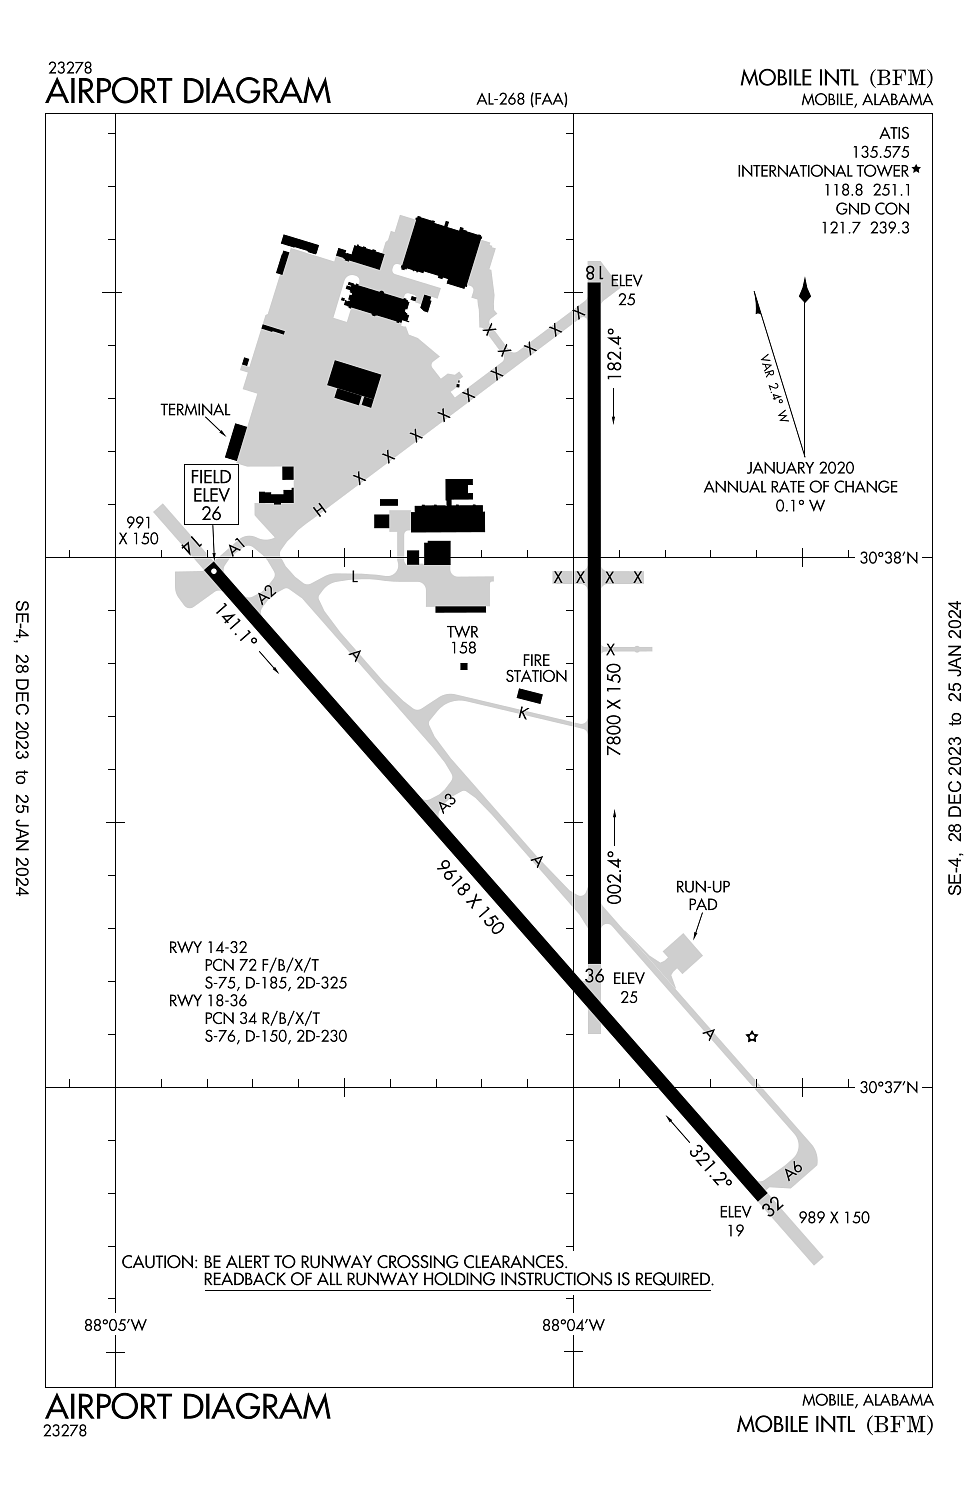 23278
AIRPORT DIAGRAM
AL-268 (FAA)
MOBILE INTL (BFM)
MOBILE, ALABAMA
ATIS
135.575
INTERNATIONAL TOWER★
118.8 251.1
GND CON
121.7 239.3
18
ELEV
25
182.4°
VAR 2.4° W
JANUARY 2020
ANNUAL RATE OF CHANGE
0.1° W
X
X
X
X
X
X
X
X
X
X
X
X
TERMINAL
FIELD
ELEV
26
H
991
X 150
14
A1
30°38'N
L
X
X
X
X
A2
141.1°
TWR
158
A
X
FIRE
STATION
K
7800 X 150
A3
A
002.4°
9618 X 150
RUN-UP
PAD
RWY 14-32
PCN 72 F/B/X/T
S-75, D-185, 2D-325
RWY 18-36
PCN 34 R/B/X/T
S-76, D-150, 2D-230
36
ELEV
25
A
30°37'N
321.2°
A6
ELEV
19
32
989 X 150
CAUTION: BE ALERT TO RUNWAY CROSSING CLEARANCES.
READBACK OF ALL RUNWAY HOLDING INSTRUCTIONS IS REQUIRED.
88°05'W
88°04'W
SE-4, 28 DEC 2023 to 25 JAN 2024
SE-4, 28 DEC 2023 to 25 JAN 2024
AIRPORT DIAGRAM
23278
MOBILE, ALABAMA
MOBILE INTL (BFM)